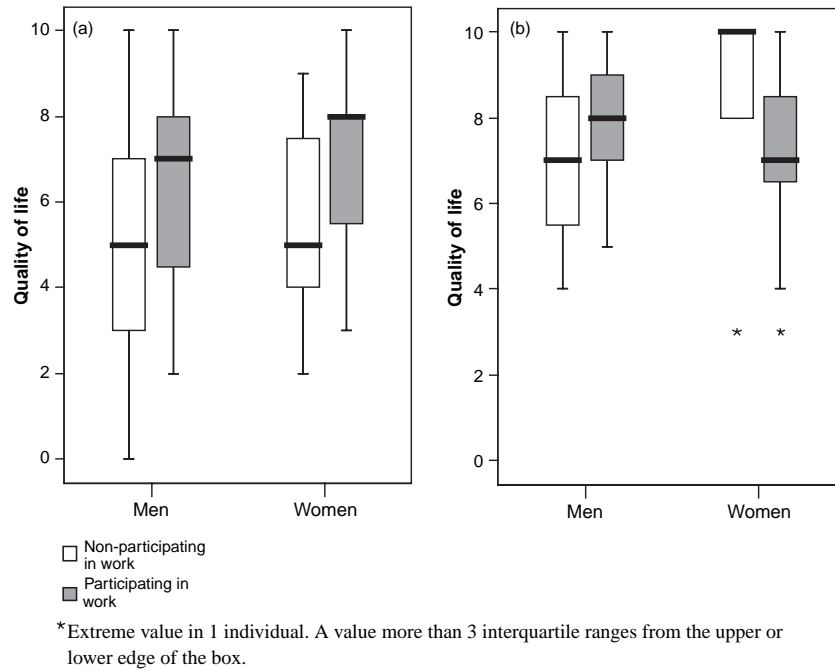 (a)
10
8
6
4
2
0
Quality of life
Men
Women
(b)
10
8
6
4
2
0
Quality of life
*
*
Men
Women
Non-participating
in work
Participating in
work
*Extreme value in 1 individual. A value more than 3 interquartile ranges from the upper or
lower edge of the box.